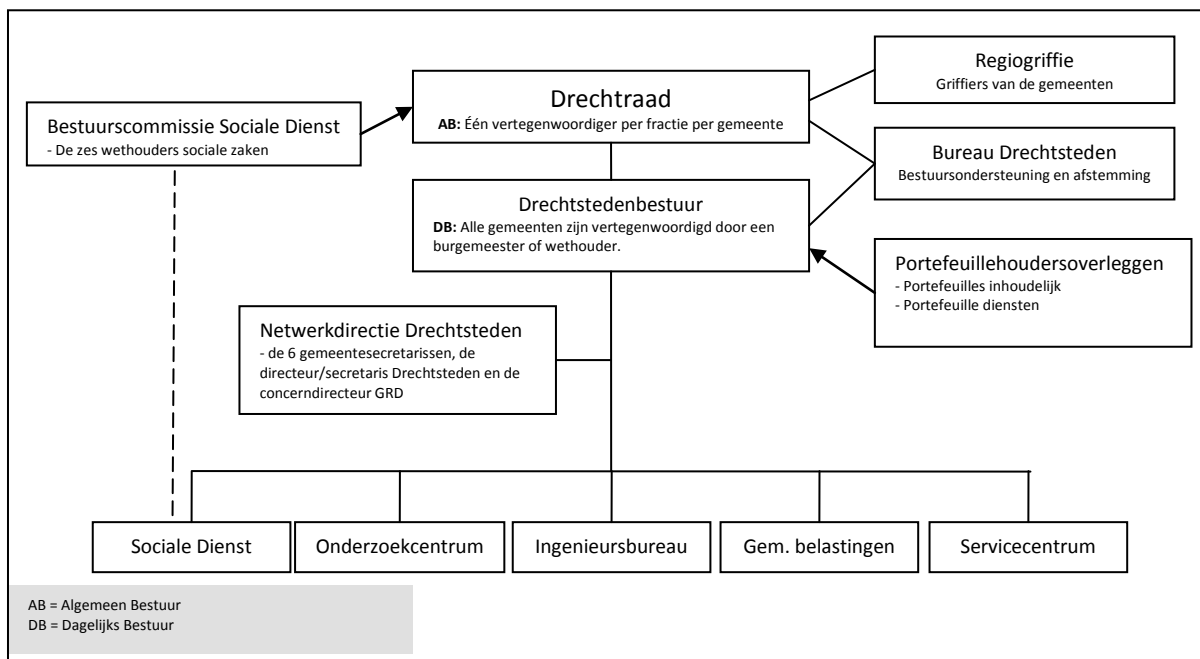 Regiogriffie
Griffiers van de gemeenten
Drechtraad
AB: Één vertegenwoordiger per fractie per gemeente
Bestuurscommissie Sociale Dienst
- De zes wethouders sociale zaken
Bureau Drechtsteden
Bestuursondersteuning en afstemming
Drechtstedenbestuur
DB: Alle gemeenten zijn vertegenwoordigd door een
burgemeester of wethouder.
Portefeuillehoudersoverleggen
- Portefeuilles inhoudelijk
- Portefeuille diensten
Netwerkdirectie Drechtsteden
- de 6 gemeentesecretarissen, de
directeur/secretaris Drechtsteden en de
concerndirecteur GRD
Sociale Dienst
Onderzoekcentrum
Ingenieursbureau
Gem. belastingen
Servicecentrum
AB = Algemeen Bestuur
DB = Dagelijks Bestuur